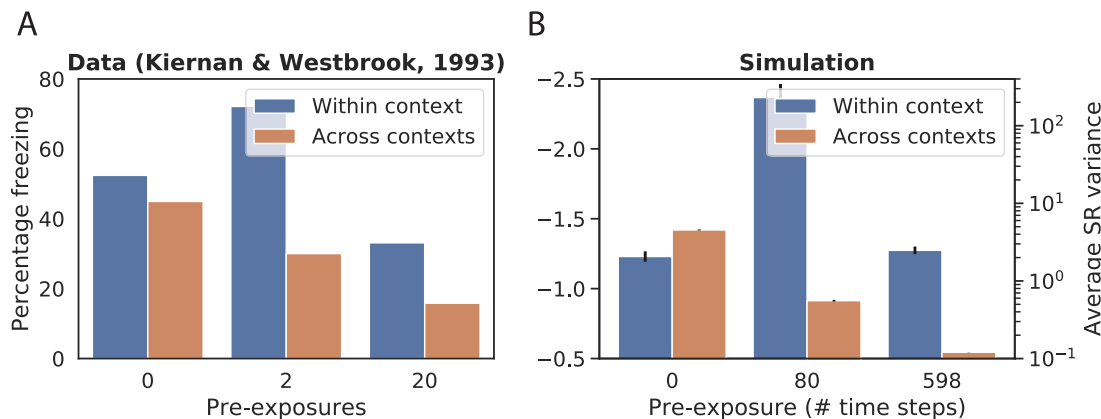 A
Data (Kiernan & Westbrook, 1993)
80
60
40
20
0
Percentage freezing
Within context
Across contexts
0 2 20
Pre-exposures
B
Simulation
−2.5
−2.0
−1.5
−1.0
−0.5
Within context
Across contexts
10²
10¹
10⁰
10⁻¹
Average SR variance
0 80 598
Pre-exposure (# time steps)